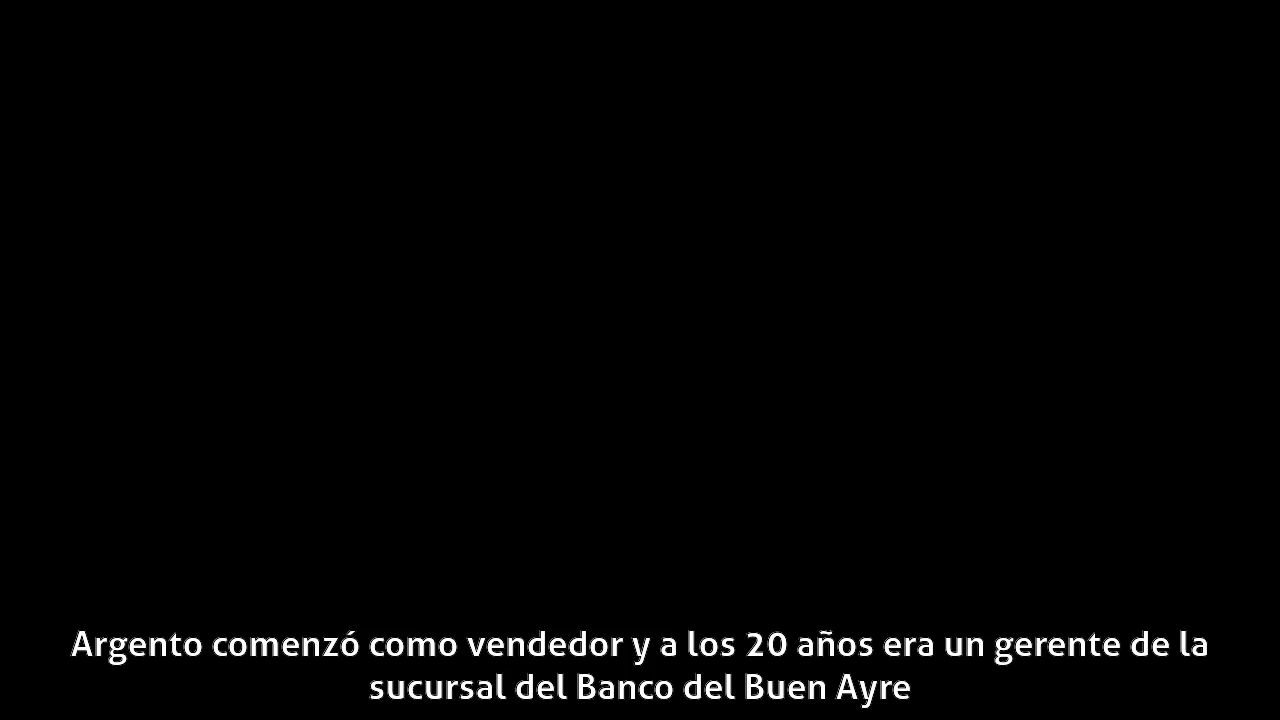 Argento comenzó como vendedor y a los 20 años era un gerente de la
sucursal del Banco del Buen Ayre